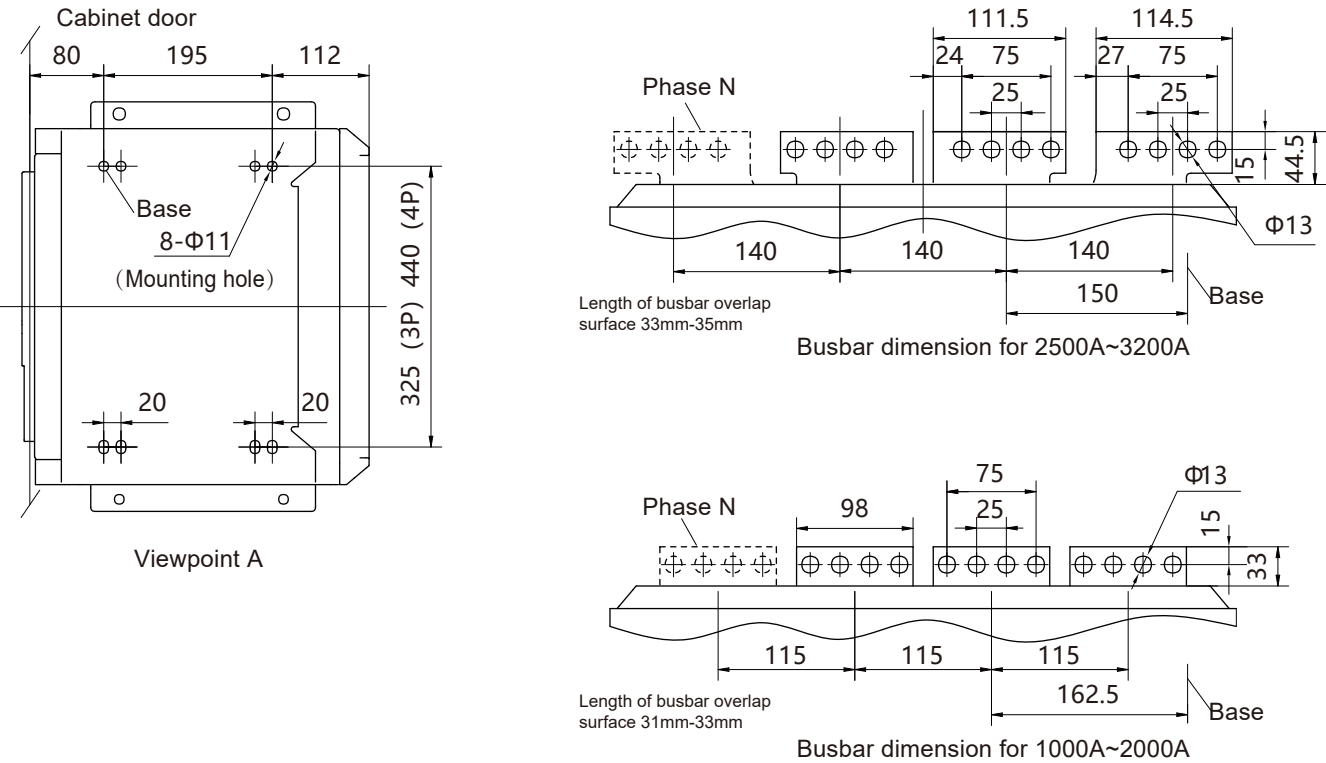 Cabinet door
80
195
112
Base
8-Φ11
(Mounting hole)
325 (3P) 440 (4P)
20
20
Viewpoint A
111.5
114.5
24
75
27
75
Phase N
25
25
15
44.5
Φ13
140
140
140
150
Base
Length of busbar overlap
surface 33mm-35mm
Busbar dimension for 2500A~3200A
75
Φ13
Phase N
98
25
15
33
115
115
115
162.5
Base
Length of busbar overlap
surface 31mm-33mm
Busbar dimension for 1000A~2000A